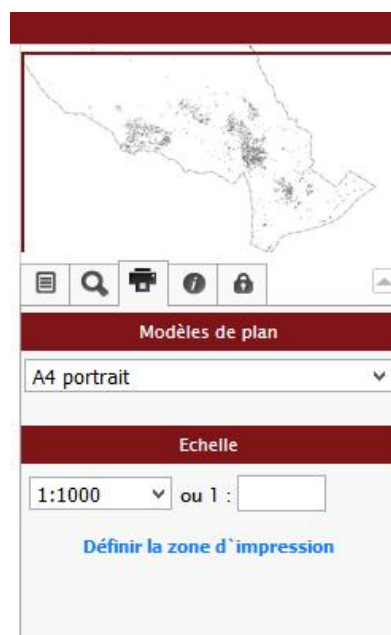 Modèles de plan
A4 portrait
Echelle
1:1000 ou 1 :
Définir la zone d`impression